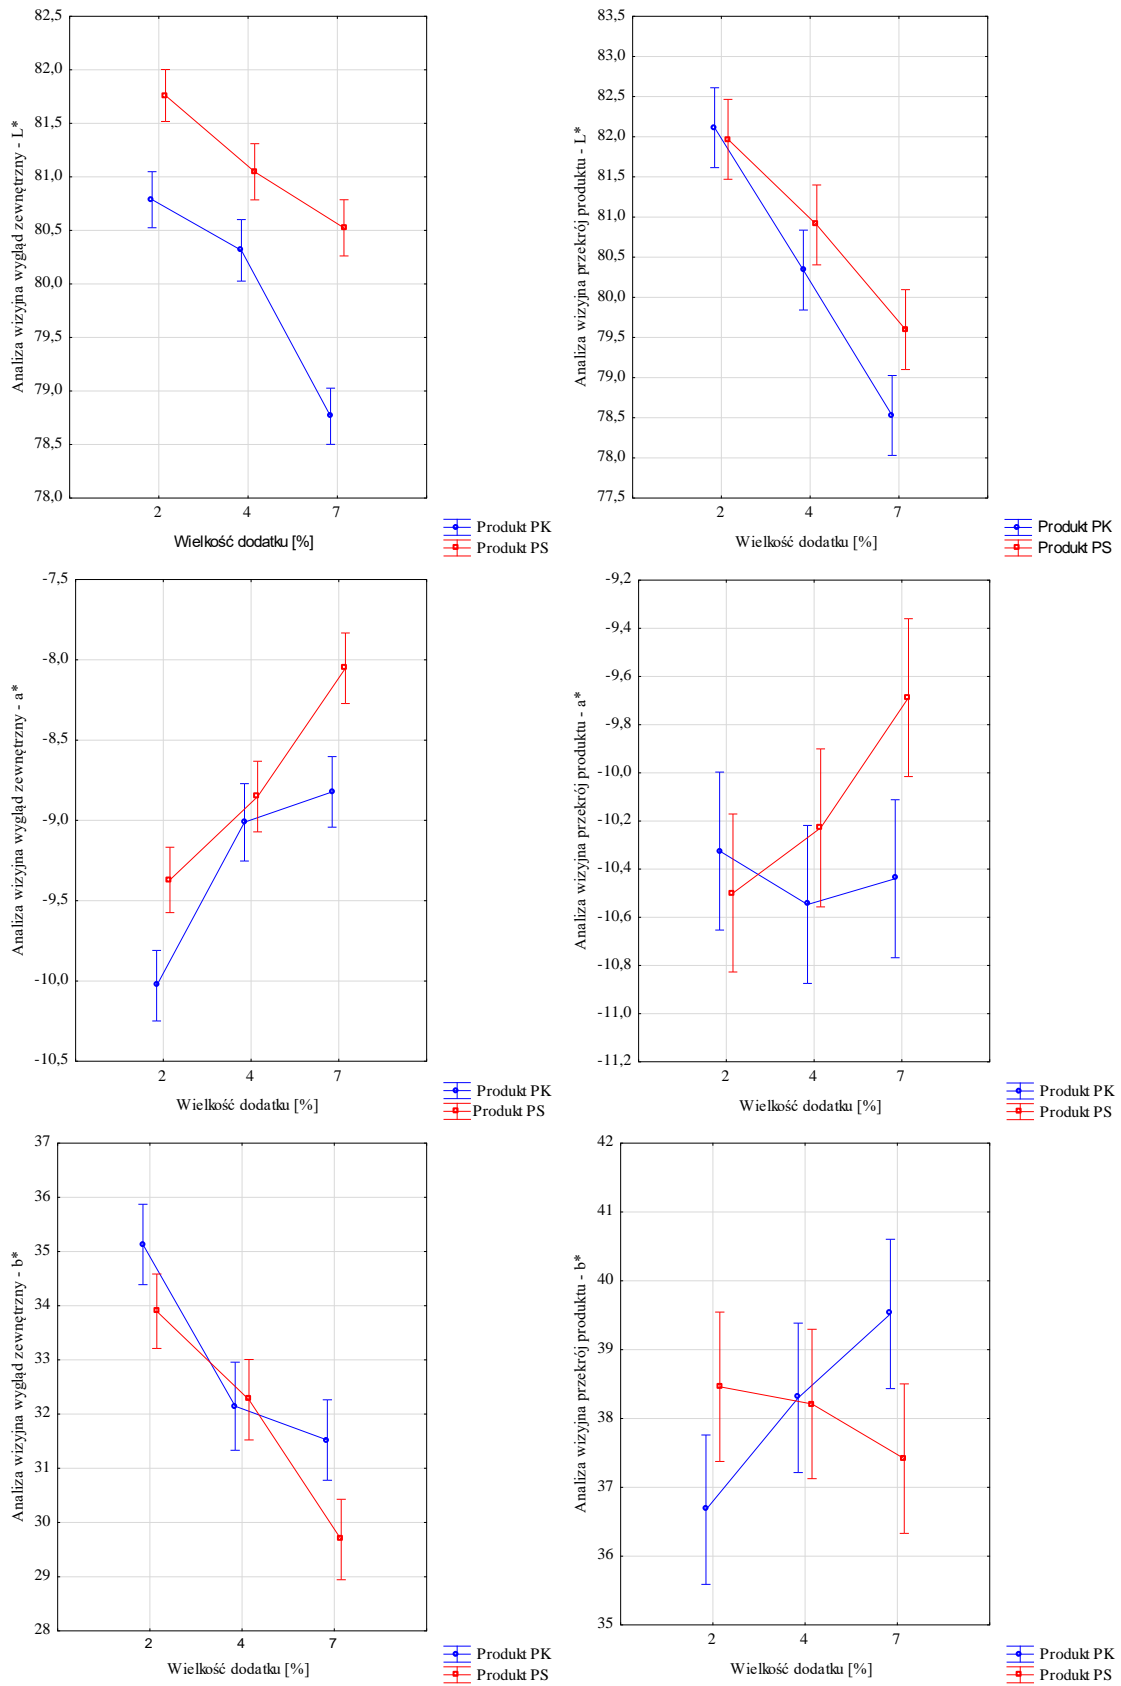 Analiza wizyjna wygląd zewnętrzny - L*
82,5
82,0
81,5
81,0
80,5
80,0
79,5
79,0
78,5
78,0
2 4 7
Wielkość dodatku [%]
Produkt PK
Produkt PS
Analiza wizyjna przekrój produktu - L*
83,5
83,0
82,5
82,0
81,5
81,0
80,5
80,0
79,5
79,0
78,5
78,0
77,5
2 4 7
Wielkość dodatku [%]
Produkt PK
Produkt PS
Analiza wizyjna wygląd zewnętrzny - a*
-7,5
-8,0
-8,5
-9,0
-9,5
-10,0
-10,5
2 4 7
Wielkość dodatku [%]
Produkt PK
Produkt PS
Analiza wizyjna przekrój produktu - a*
-9,2
-9,4
-9,6
-9,8
-10,0
-10,2
-10,4
-10,6
-10,8
-11,0
-11,2
2 4 7
Wielkość dodatku [%]
Produkt PK
Produkt PS
Analiza wizyjna wygląd zewnętrzny - b*
37
36
35
34
33
32
31
30
29
28
2 4 7
Wielkość dodatku [%]
Produkt PK
Produkt PS
Analiza wizyjna przekrój produktu - b*
42
41
40
39
38
37
36
35
2 4 7
Wielkość dodatku [%]
Produkt PK
Produkt PS